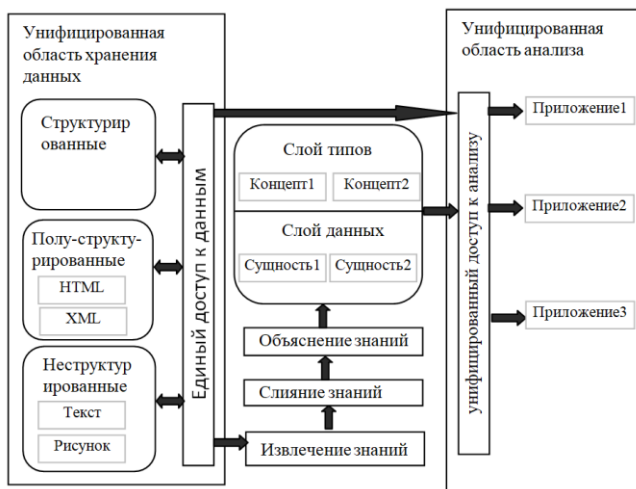 Унифицированная
область хранения
данных
Структурир
ованные
Полу-структу-
рированные
HTML
XML
Неструктур
ированные
Текст
Рисунок
Единый доступ к данным
Слой типов
Концепт1
Концепт2
Слой данных
Сущность1
Сущность2
Объяснение знаний
Слияние знаний
Извлечение знаний
Унифицированная
область анализа
унифицированный доступ к анализу
Приложение1
Приложение2
Приложение3